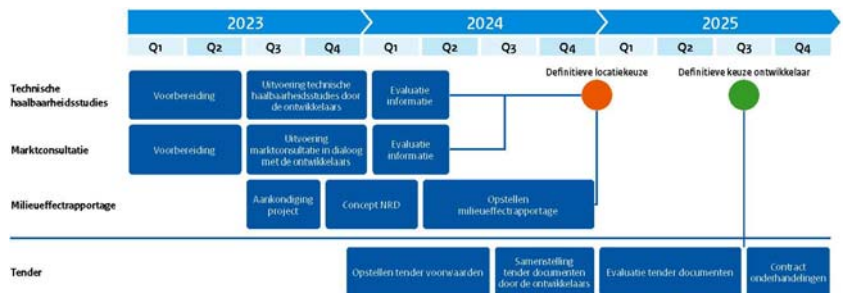 2023 2024 2025
Q1 Q2 Q3 Q4 Q1 Q2 Q3 Q4 Q1 Q2 Q3 Q4
Definitieve locatiekeuze
Definitieve keuze ontwikkelaar
Technische
haalbaarheidsstudies
Voorbereiding
Uitvoering technische
haalbaarheidsstudies door
de ontwikkelaars
Evaluatie
informatie
Marktconsultatie
Voorbereiding
Uitvoering
marktconsultatie in dialoog
met de ontwikkelaars
Evaluatie
informatie
Milieueffectrapportage
Aankondiging
project
Concept NRD
Opstellen
milieueffectrapportage
Tender
Opstellen tender voorwaarden
Samenstelling
tender documenten
door de ontwikkelaars
Evaluatie tender documenten
Contract
onderhandelingen